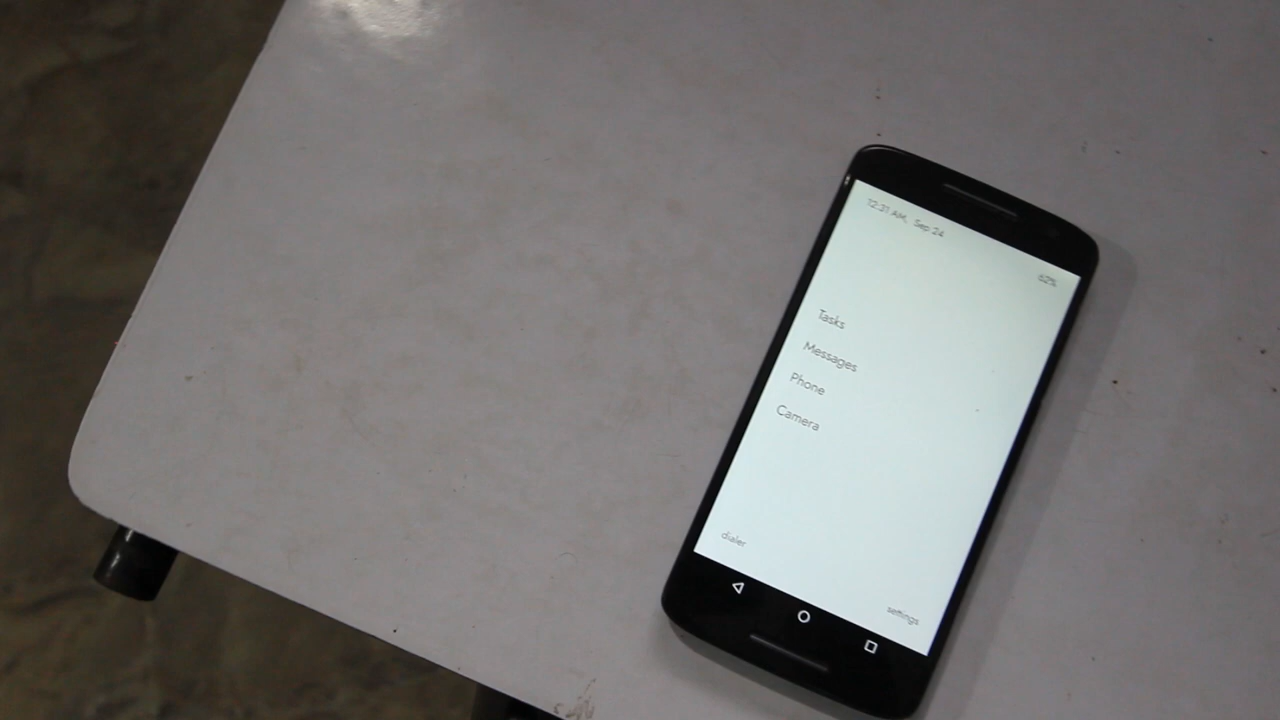 12:31 AM, Sep 24
62%
Tasks
Messages
Phone
Camera
dialer
settings